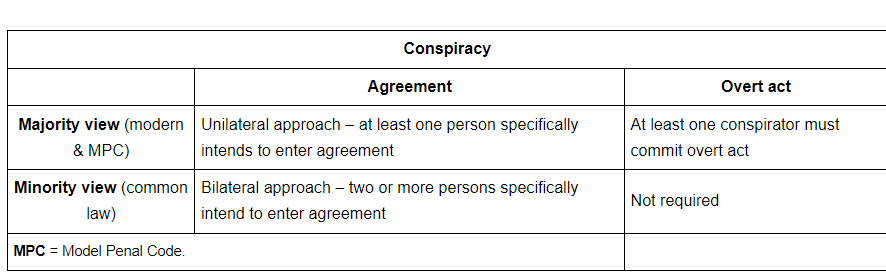 Conspiracy
Agreement
Overt act
Majority view (modern
& MPC)
Unilateral approach – at least one person specifically
intends to enter agreement
At least one conspirator must
commit overt act
Minority view (common
law)
Bilateral approach – two or more persons specifically
intend to enter agreement
Not required
MPC = Model Penal Code.